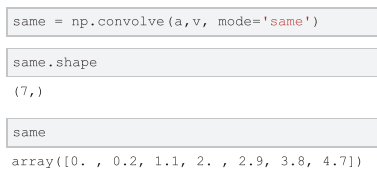 same = np.convolve(a,v, mode='same')
same.shape
(7,)
same
array([0. , 0.2, 1.1, 2. , 2.9, 3.8, 4.7])